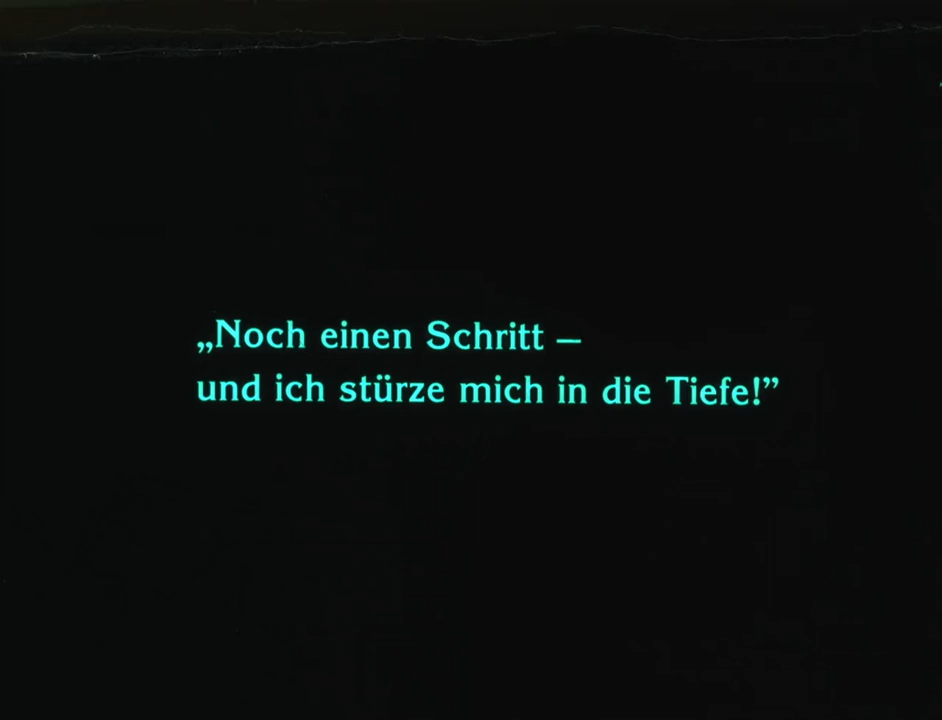 „Noch einen Schritt –
und ich stürze mich in die Tiefe!”